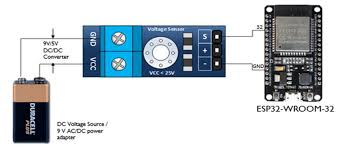 9V/5V
DC/DC
Converter
GND
VCC
Voltage Sensor
VCC < 25V
S
+
-
32
GND
ESP32-WROOM-32
DURACELL
PLUS
DC Voltage Source /
9 V AC/DC power
adapter